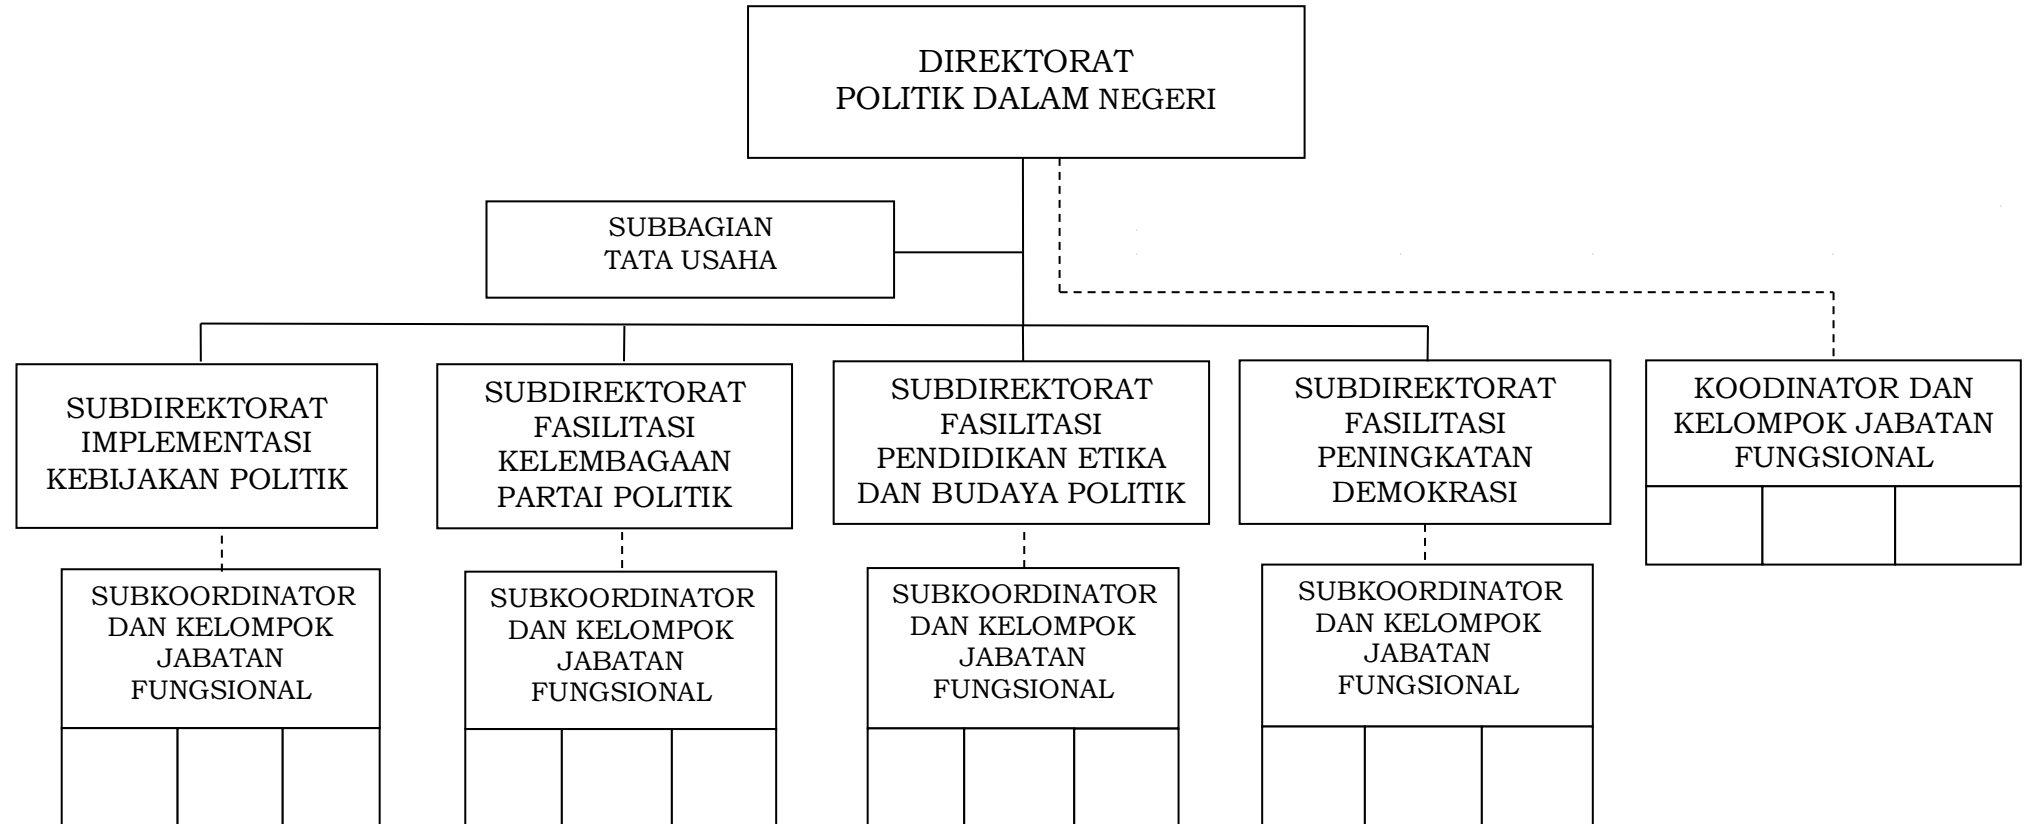 DIREKTORAT
POLITIK DALAM NEGERI
SUBBAGIAN
TATA USAHA
SUBDIREKTORAT
IMPLEMENTASI
KEBIJAKAN POLITIK
SUBDIREKTORAT
FASILITASI
KELEMBAGAAN
PARTAI POLITIK
SUBDIREKTORAT
FASILITASI
PENDIDIKAN ETIKA
DAN BUDAYA POLITIK
SUBDIREKTORAT
FASILITASI
PENINGKATAN
DEMOKRASI
KOODINATOR DAN
KELOMPOK JABATAN
FUNGSIONAL
SUBKOORDINATOR
DAN KELOMPOK
JABATAN
FUNGSIONAL
SUBKOORDINATOR
DAN KELOMPOK
JABATAN
FUNGSIONAL
SUBKOORDINATOR
DAN KELOMPOK
JABATAN
FUNGSIONAL
SUBKOORDINATOR
DAN KELOMPOK
JABATAN
FUNGSIONAL